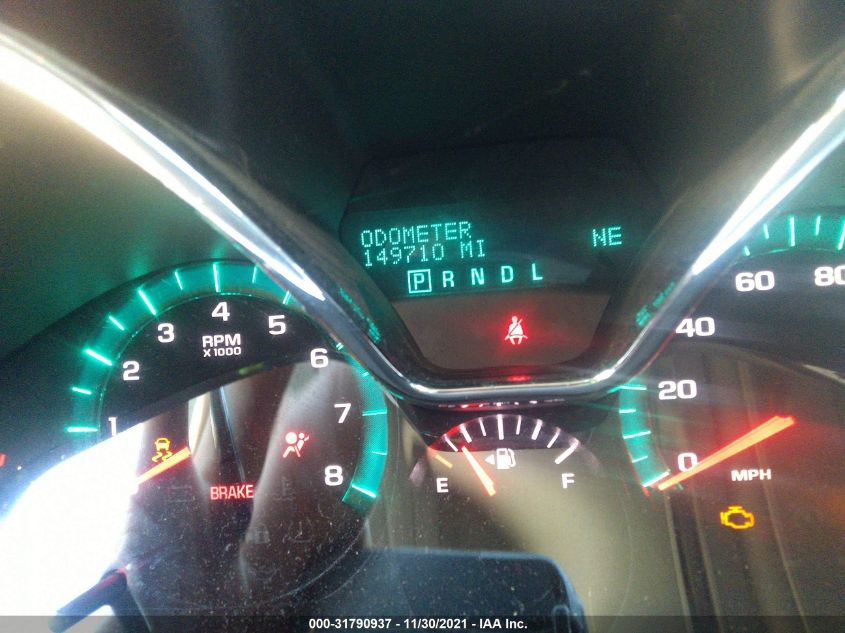 ODOMETER NE
149710 MI
P R N D L
1 2 3 4 5 6 7 8
RPM
X1000
BRAKE
E F
0 20 40 60 80
MPH
000-31790937 - 11/30/2021 - IAA Inc.